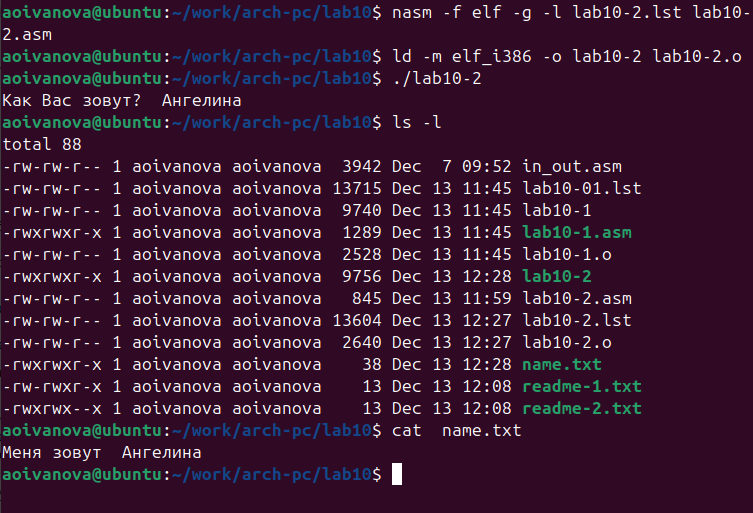 aoivanova@ubuntu:~/work/arch-pc/lab10$ nasm -f elf -g -l lab10-2.lst lab10-
2.asm
aoivanova@ubuntu:~/work/arch-pc/lab10$ ld -m elf_i386 -o lab10-2 lab10-2.o
aoivanova@ubuntu:~/work/arch-pc/lab10$ ./lab10-2
Как Вас зовут?  Ангелина
aoivanova@ubuntu:~/work/arch-pc/lab10$ ls -l
total 88
-rw-rw-r-- 1 aoivanova aoivanova  3942 Dec  7 09:52 in_out.asm
-rw-rw-r-- 1 aoivanova aoivanova 13715 Dec 13 11:45 lab10-01.lst
-rw-rw-r-- 1 aoivanova aoivanova  9740 Dec 13 11:45 lab10-1
-rwxrwxr-x 1 aoivanova aoivanova  1289 Dec 13 11:45 lab10-1.asm
-rw-rw-r-- 1 aoivanova aoivanova  2528 Dec 13 11:45 lab10-1.o
-rwxrwxr-x 1 aoivanova aoivanova  9756 Dec 13 12:28 lab10-2
-rw-rw-r-- 1 aoivanova aoivanova   845 Dec 13 11:59 lab10-2.asm
-rw-rw-r-- 1 aoivanova aoivanova 13604 Dec 13 12:27 lab10-2.lst
-rw-rw-r-- 1 aoivanova aoivanova  2640 Dec 13 12:27 lab10-2.o
-rwxrwxr-x 1 aoivanova aoivanova    38 Dec 13 12:28 name.txt
-rw-rw-r-x 1 aoivanova aoivanova    13 Dec 13 12:08 readme-1.txt
-rwxrwx--x 1 aoivanova aoivanova    13 Dec 13 12:08 readme-2.txt
aoivanova@ubuntu:~/work/arch-pc/lab10$ cat  name.txt
Меня зовут  Ангелина
aoivanova@ubuntu:~/work/arch-pc/lab10$